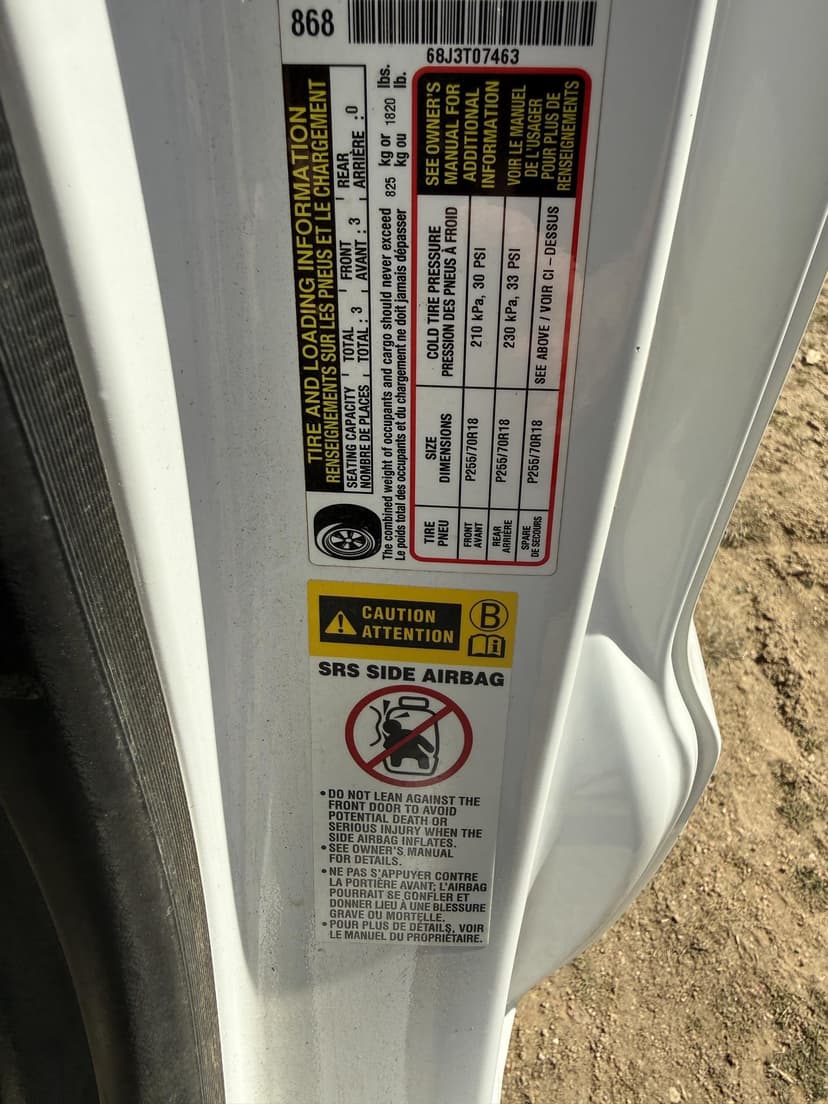 868
68J3T07463
TIRE AND LOADING INFORMATION
RENSEIGNEMENTS SUR LES PNEUS ET LE CHARGEMENT
SEATING CAPACITY TOTAL : 3 FRONT : 3 REAR : 0
NOMBRE DE PLACES TOTAL AVANT ARRIÈRE
The combined weight of occupants and cargo should never exceed 825 kg or 1820 lbs.
Le poids total des occupants et du chargement ne doit jamais dépasser kg ou lb.
TIRE SIZE COLD TIRE PRESSURE
PNEU DIMENSIONS PRESSION DES PNEUS À FROID
FRONT AVANT P255/70R18 210 kPa, 30 PSI
REAR ARRIÈRE P255/70R18 230 kPa, 33 PSI
SPARE DE SECOURS P255/70R18 SEE ABOVE / VOIR CI-DESSUS
SEE OWNER'S
MANUAL FOR
ADDITIONAL
INFORMATION
VOIR LE MANUEL
DE L'USAGER
POUR PLUS DE
RENSEIGNEMENTS
CAUTION
ATTENTION
B
i
SRS SIDE AIRBAG
• DO NOT LEAN AGAINST THE
FRONT DOOR TO AVOID
POTENTIAL DEATH OR
SERIOUS INJURY WHEN THE
SIDE AIRBAG INFLATES.
• SEE OWNER'S MANUAL
FOR DETAILS.
• NE PAS S'APPUYER CONTRE
LA PORTIÈRE AVANT; L'AIRBAG
POURRAIT SE GONFLER ET
DONNER LIEU À UNE BLESSURE
GRAVE OU MORTELLE.
• POUR PLUS DE DÉTAILS, VOIR
LE MANUEL DU PROPRIÉTAIRE.